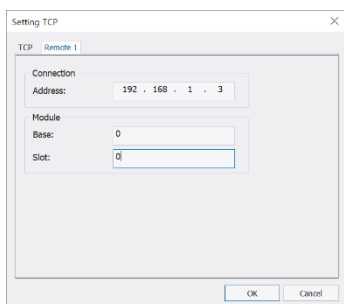 Setting TCP
TCP Remote 1
Connection
Address: 192 . 168 . 1 . 3
Module
Base: 0
Slot: 0
OK Cancel